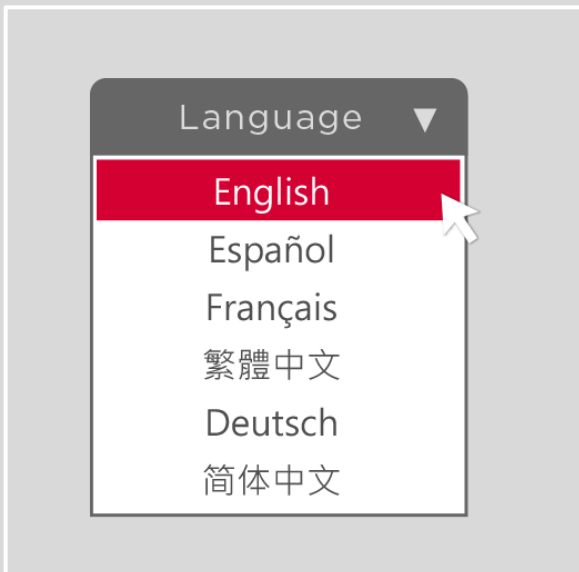 Language ▼
English
Español
Français
繁體中文
Deutsch
简体中文